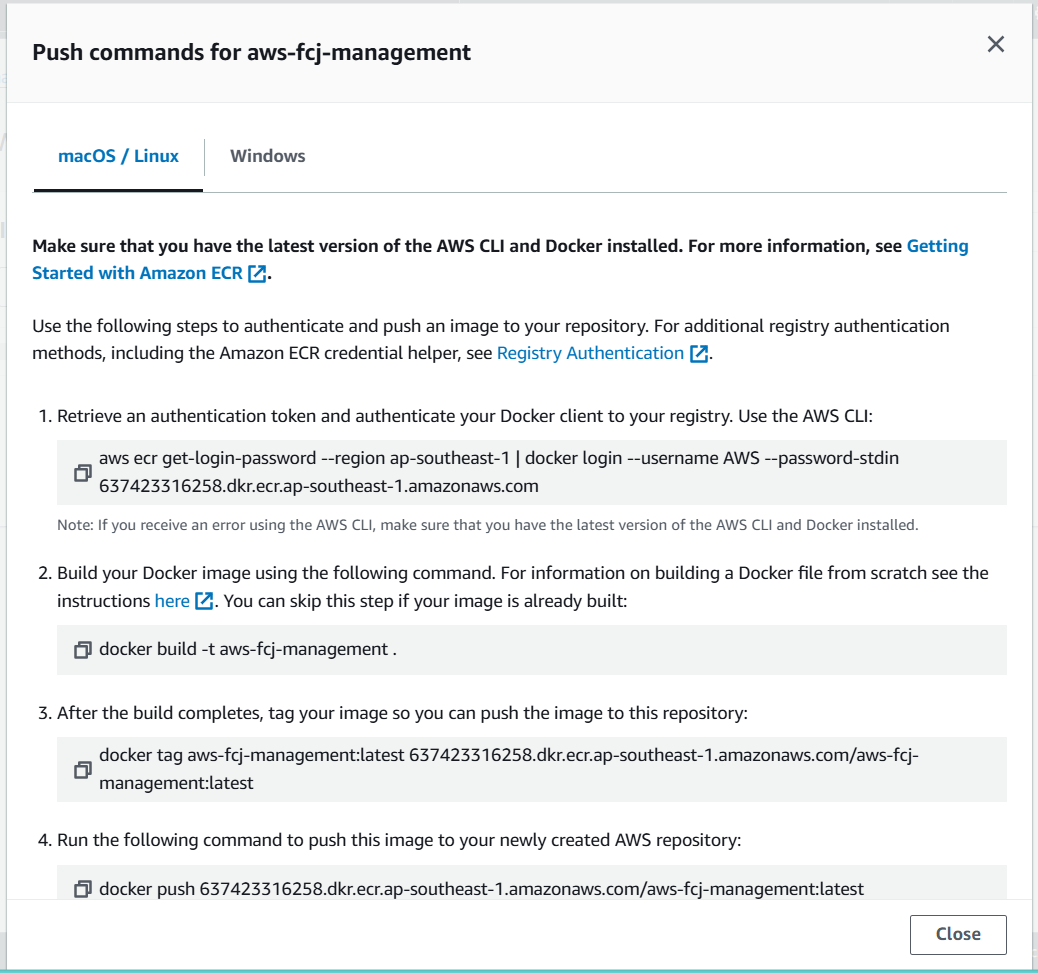 Push commands for aws-fcj-management
macOS / Linux
Windows
Make sure that you have the latest version of the AWS CLI and Docker installed. For more information, see Getting
Started with Amazon ECR.
Use the following steps to authenticate and push an image to your repository. For additional registry authentication
methods, including the Amazon ECR credential helper, see Registry Authentication.
1. Retrieve an authentication token and authenticate your Docker client to your registry. Use the AWS CLI:
aws ecr get-login-password --region ap-southeast-1 | docker login --username AWS --password-stdin
637423316258.dkr.ecr.ap-southeast-1.amazonaws.com
Note: If you receive an error using the AWS CLI, make sure that you have the latest version of the AWS CLI and Docker installed.
2. Build your Docker image using the following command. For information on building a Docker file from scratch see the
instructions here. You can skip this step if your image is already built:
docker build -t aws-fcj-management .
3. After the build completes, tag your image so you can push the image to this repository:
docker tag aws-fcj-management:latest 637423316258.dkr.ecr.ap-southeast-1.amazonaws.com/aws-fcj-
management:latest
4. Run the following command to push this image to your newly created AWS repository:
docker push 637423316258.dkr.ecr.ap-southeast-1.amazonaws.com/aws-fcj-management:latest
Close